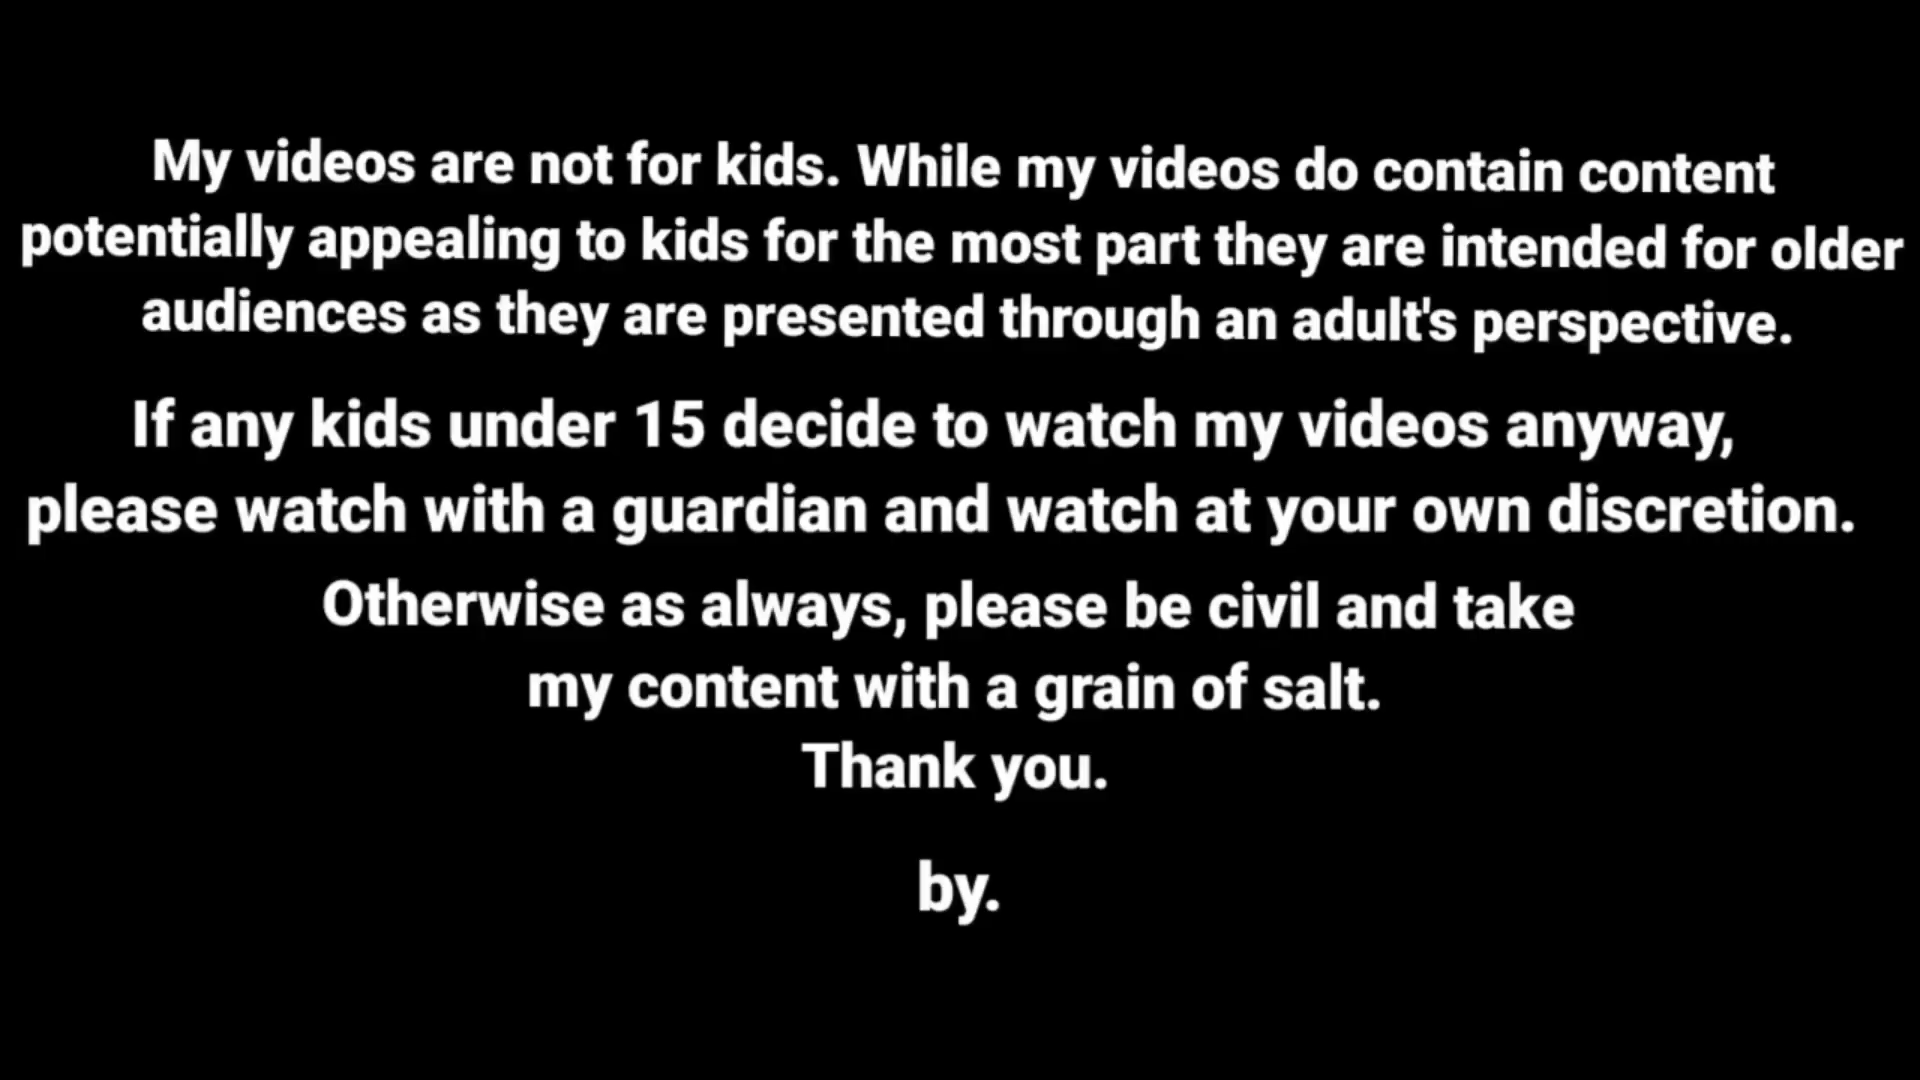 My videos are not for kids. While my videos do contain content
potentially appealing to kids for the most part they are intended for older
audiences as they are presented through an adult's perspective.
If any kids under 15 decide to watch my videos anyway,
please watch with a guardian and watch at your own discretion.
Otherwise as always, please be civil and take
my content with a grain of salt.
Thank you.
by.